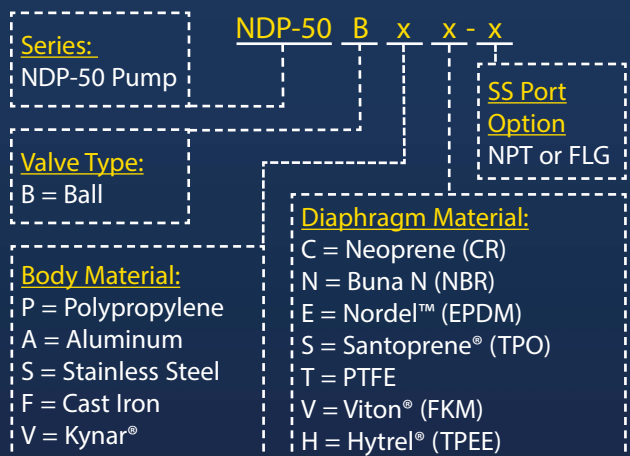 NDP-50 B x x - x
Series:
NDP-50 Pump
Valve Type:
B = Ball
Body Material:
P = Polypropylene
A = Aluminum
S = Stainless Steel
F = Cast Iron
V = Kynar®
SS Port
Option
NPT or FLG
Diaphragm Material:
C = Neoprene (CR)
N = Buna N (NBR)
E = Nordel™ (EPDM)
S = Santoprene® (TPO)
T = PTFE
V = Viton® (FKM)
H = Hytrel® (TPEE)